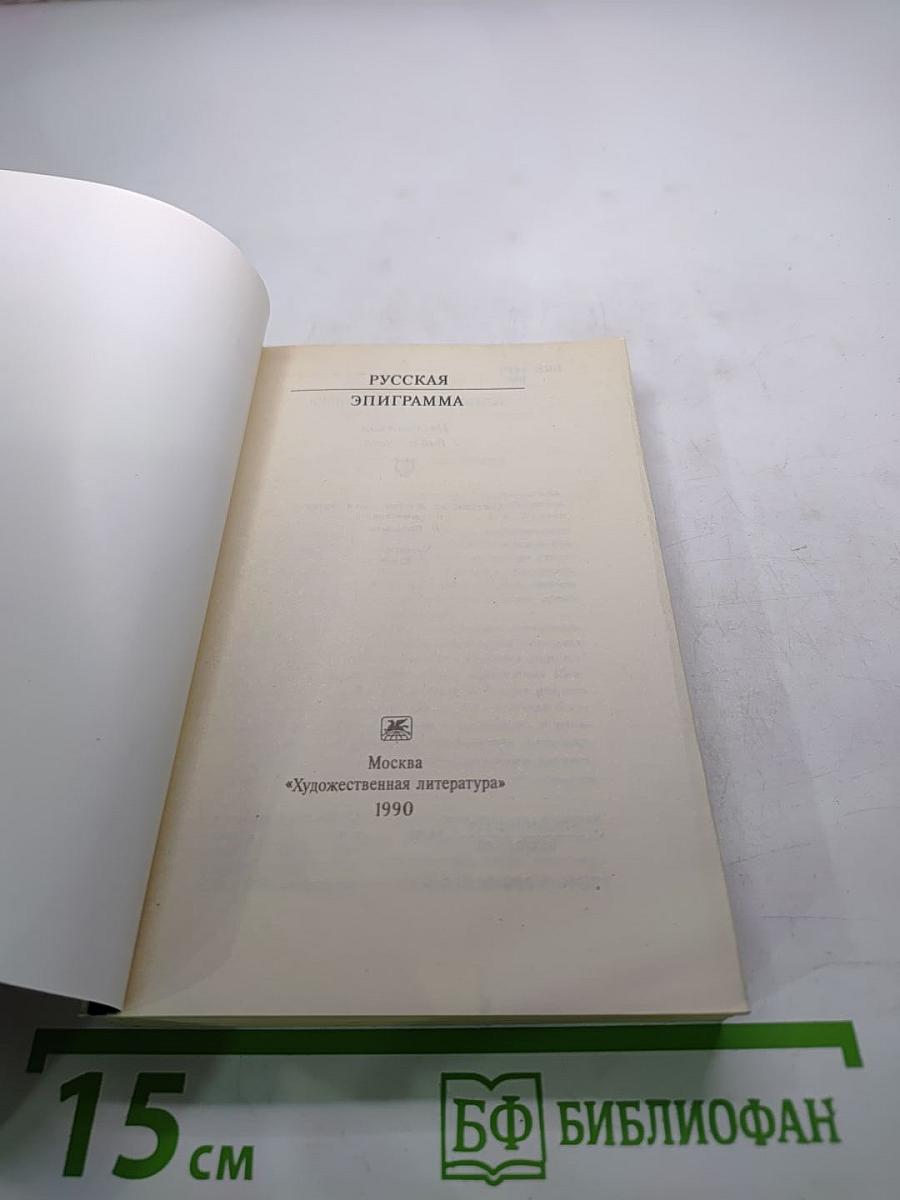 РУССКАЯ
ЭПИГРАММА
Москва
«Художественная литература»
1990
15 см
БФ БИБЛИОФАН